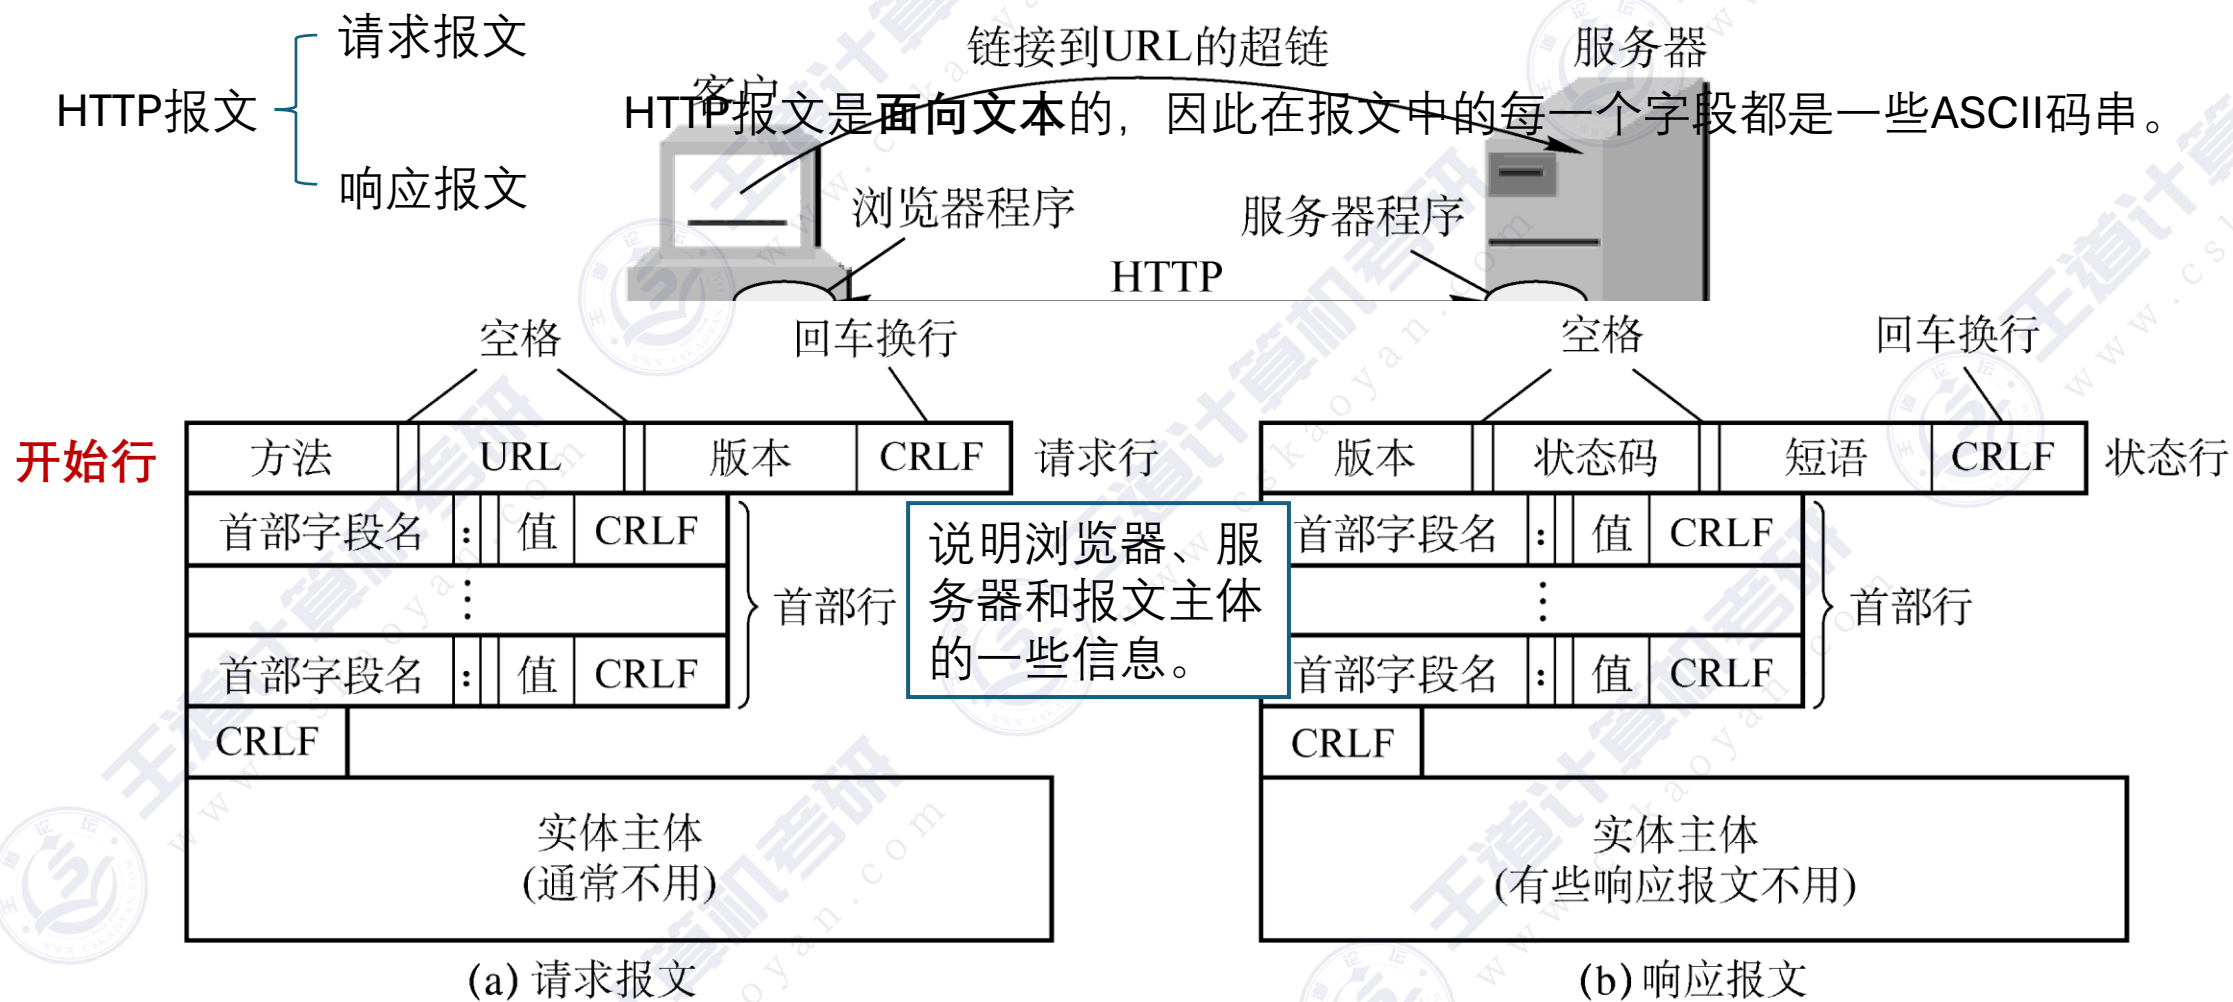 请求报文
HTTP报文
响应报文
链接到URL的超链
服务器
客户
HTTP报文是面向文本的，因此在报文中的每一个字段都是一些ASCII码串。
浏览器程序
服务器程序
HTTP
空格
回车换行
开始行
方法 URL 版本 CRLF 请求行
首部字段名 : 值 CRLF
⋮
首部字段名 : 值 CRLF
首部行
CRLF
实体主体
(通常不用)
(a) 请求报文
说明浏览器、服
务器和报文主体
的一些信息。
空格
回车换行
版本 状态码 短语 CRLF 状态行
首部字段名 : 值 CRLF
⋮
首部字段名 : 值 CRLF
首部行
CRLF
实体主体
(有些响应报文不用)
(b) 响应报文
王道计算机考研
www.cskaoyan.com